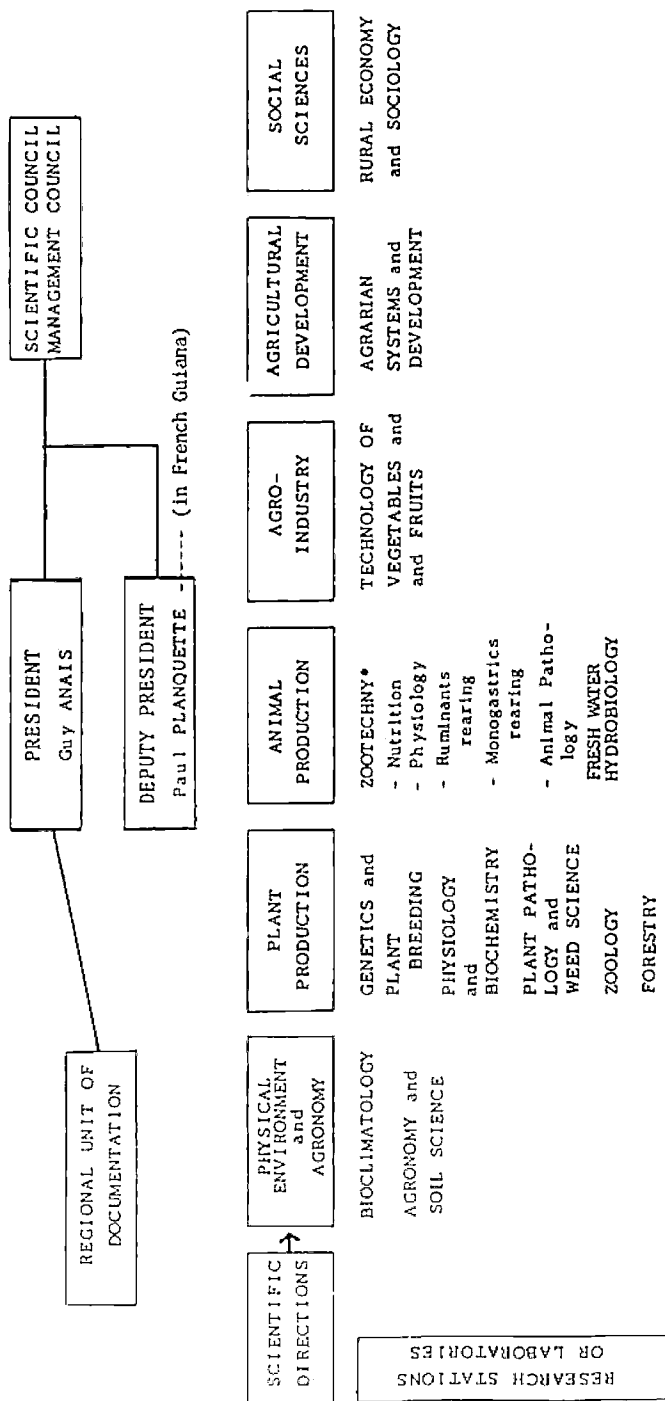 SCIENTIFIC COUNCIL
MANAGEMENT COUNCIL
PRESIDENT
Guy ANAIS
DEPUTY PRESIDENT
Paul PLANQUETTE ----- (in French Guiana)
REGIONAL UNIT OF
DOCUMENTATION
SCIENTIFIC
DIRECTIONS
PHYSICAL
ENVIRONMENT
and
AGRONOMY
PLANT
PRODUCTION
ANIMAL
PRODUCTION
AGRO-
INDUSTRY
AGRICULTURAL
DEVELOPMENT
SOCIAL
SCIENCES
RESEARCH STATIONS
OR LABORATORIES
BIOCLIMATOLOGY
AGRONOMY and
SOIL SCIENCE
GENETICS and
PLANT
BREEDING
PHYSIOLOGY
and
BIOCHEMISTRY
PLANT PATHO-
LOGY and
WEED SCIENCE
ZOOLOGY
FORESTRY
ZOOTECHNY*
- Nutrition
- Physiology
- Ruminants
rearing
- Monogastrics
rearing
- Animal Patho-
logy
FRESH WATER
HYDROBIOLOGY
TECHNOLOGY OF
VEGETABLES and
and FRUITS
AGRARIAN
SYSTEMS and
DEVELOPMENT
RURAL ECONOMY
and SOCIOLOGY